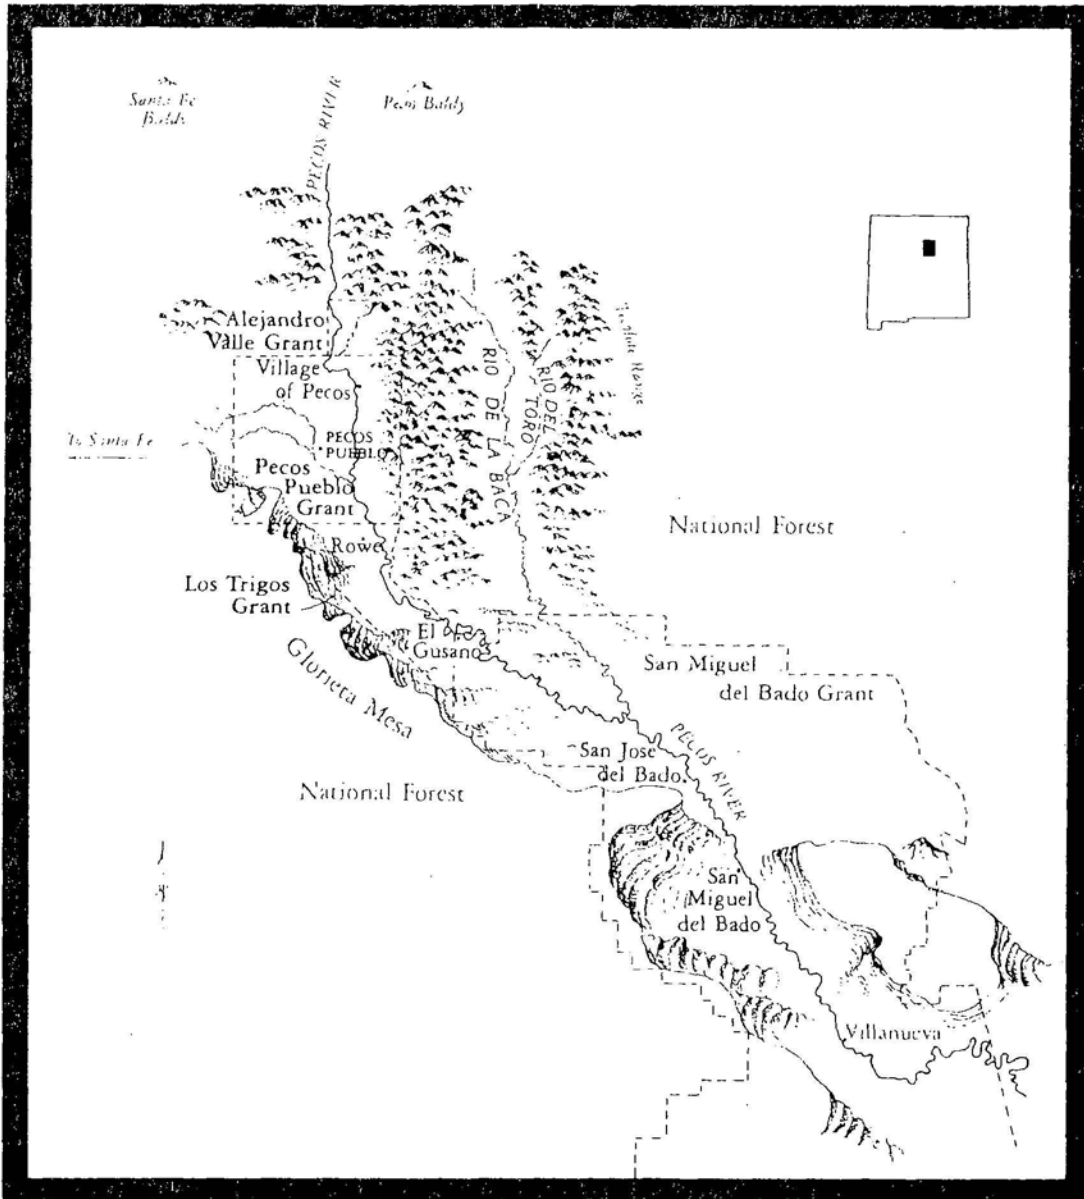 Santa Fe
Baldy
PECOS RIVER
Pecos Baldy
Alejandro
Valle Grant
Village
of Pecos
To Santa Fe
PECOS
PUEBLO
Pecos
Pueblo
Grant
RIO DE LA BACA
RIO DEL
TORO
Range
National Forest
Rowe
Los Trigos
Grant
El
Gusano
Glorieta Mesa
San Miguel
del Bado Grant
San Jose
del Bado
PECOS RIVER
National Forest
San
Miguel
del Bado
Villanueva